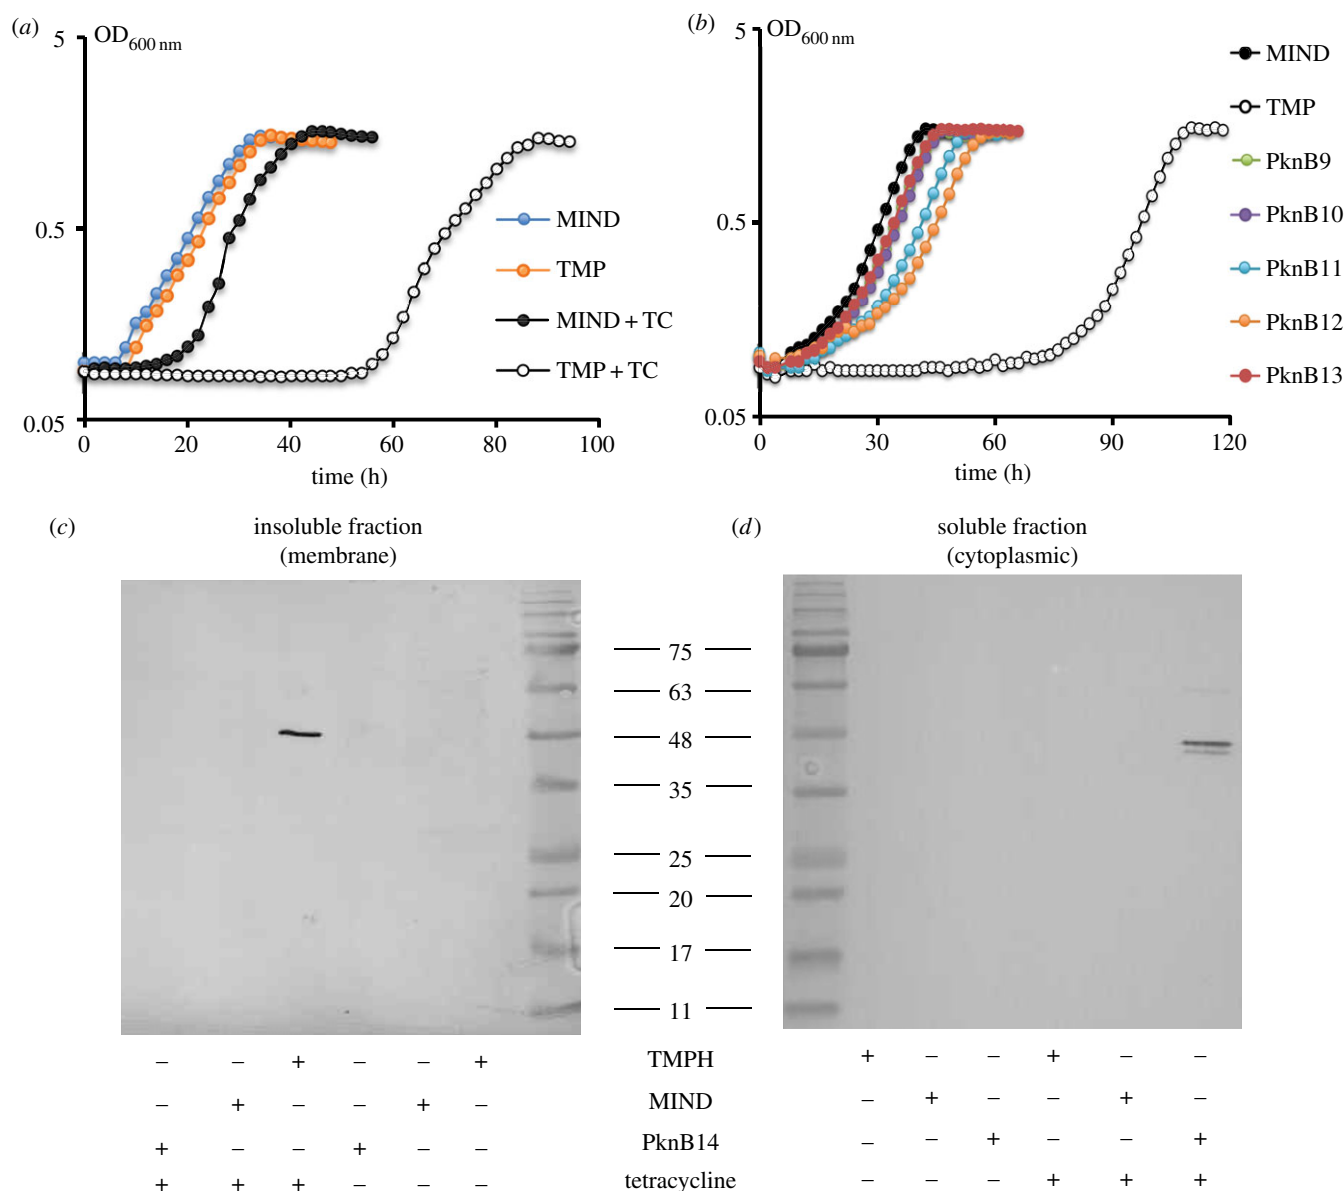 (a)
5
OD600 nm
0.5
0.05
0 20 40 60 80 100
time (h)
MIND
TMP
MIND + TC
TMP + TC
(b)
5
OD600 nm
0.5
0.05
0 30 60 90 120
time (h)
MIND
TMP
PknB9
PknB10
PknB11
PknB12
PknB13
(c)
insoluble fraction
(membrane)
(d)
soluble fraction
(cytoplasmic)
75
63
48
35
25
20
17
11
– – + – – + TMPH + – – + – –
– + – – + – MIND – + – – + –
+ – – + – – PknB14 – – + – – +
+ + + – – – tetracycline – – – + + +